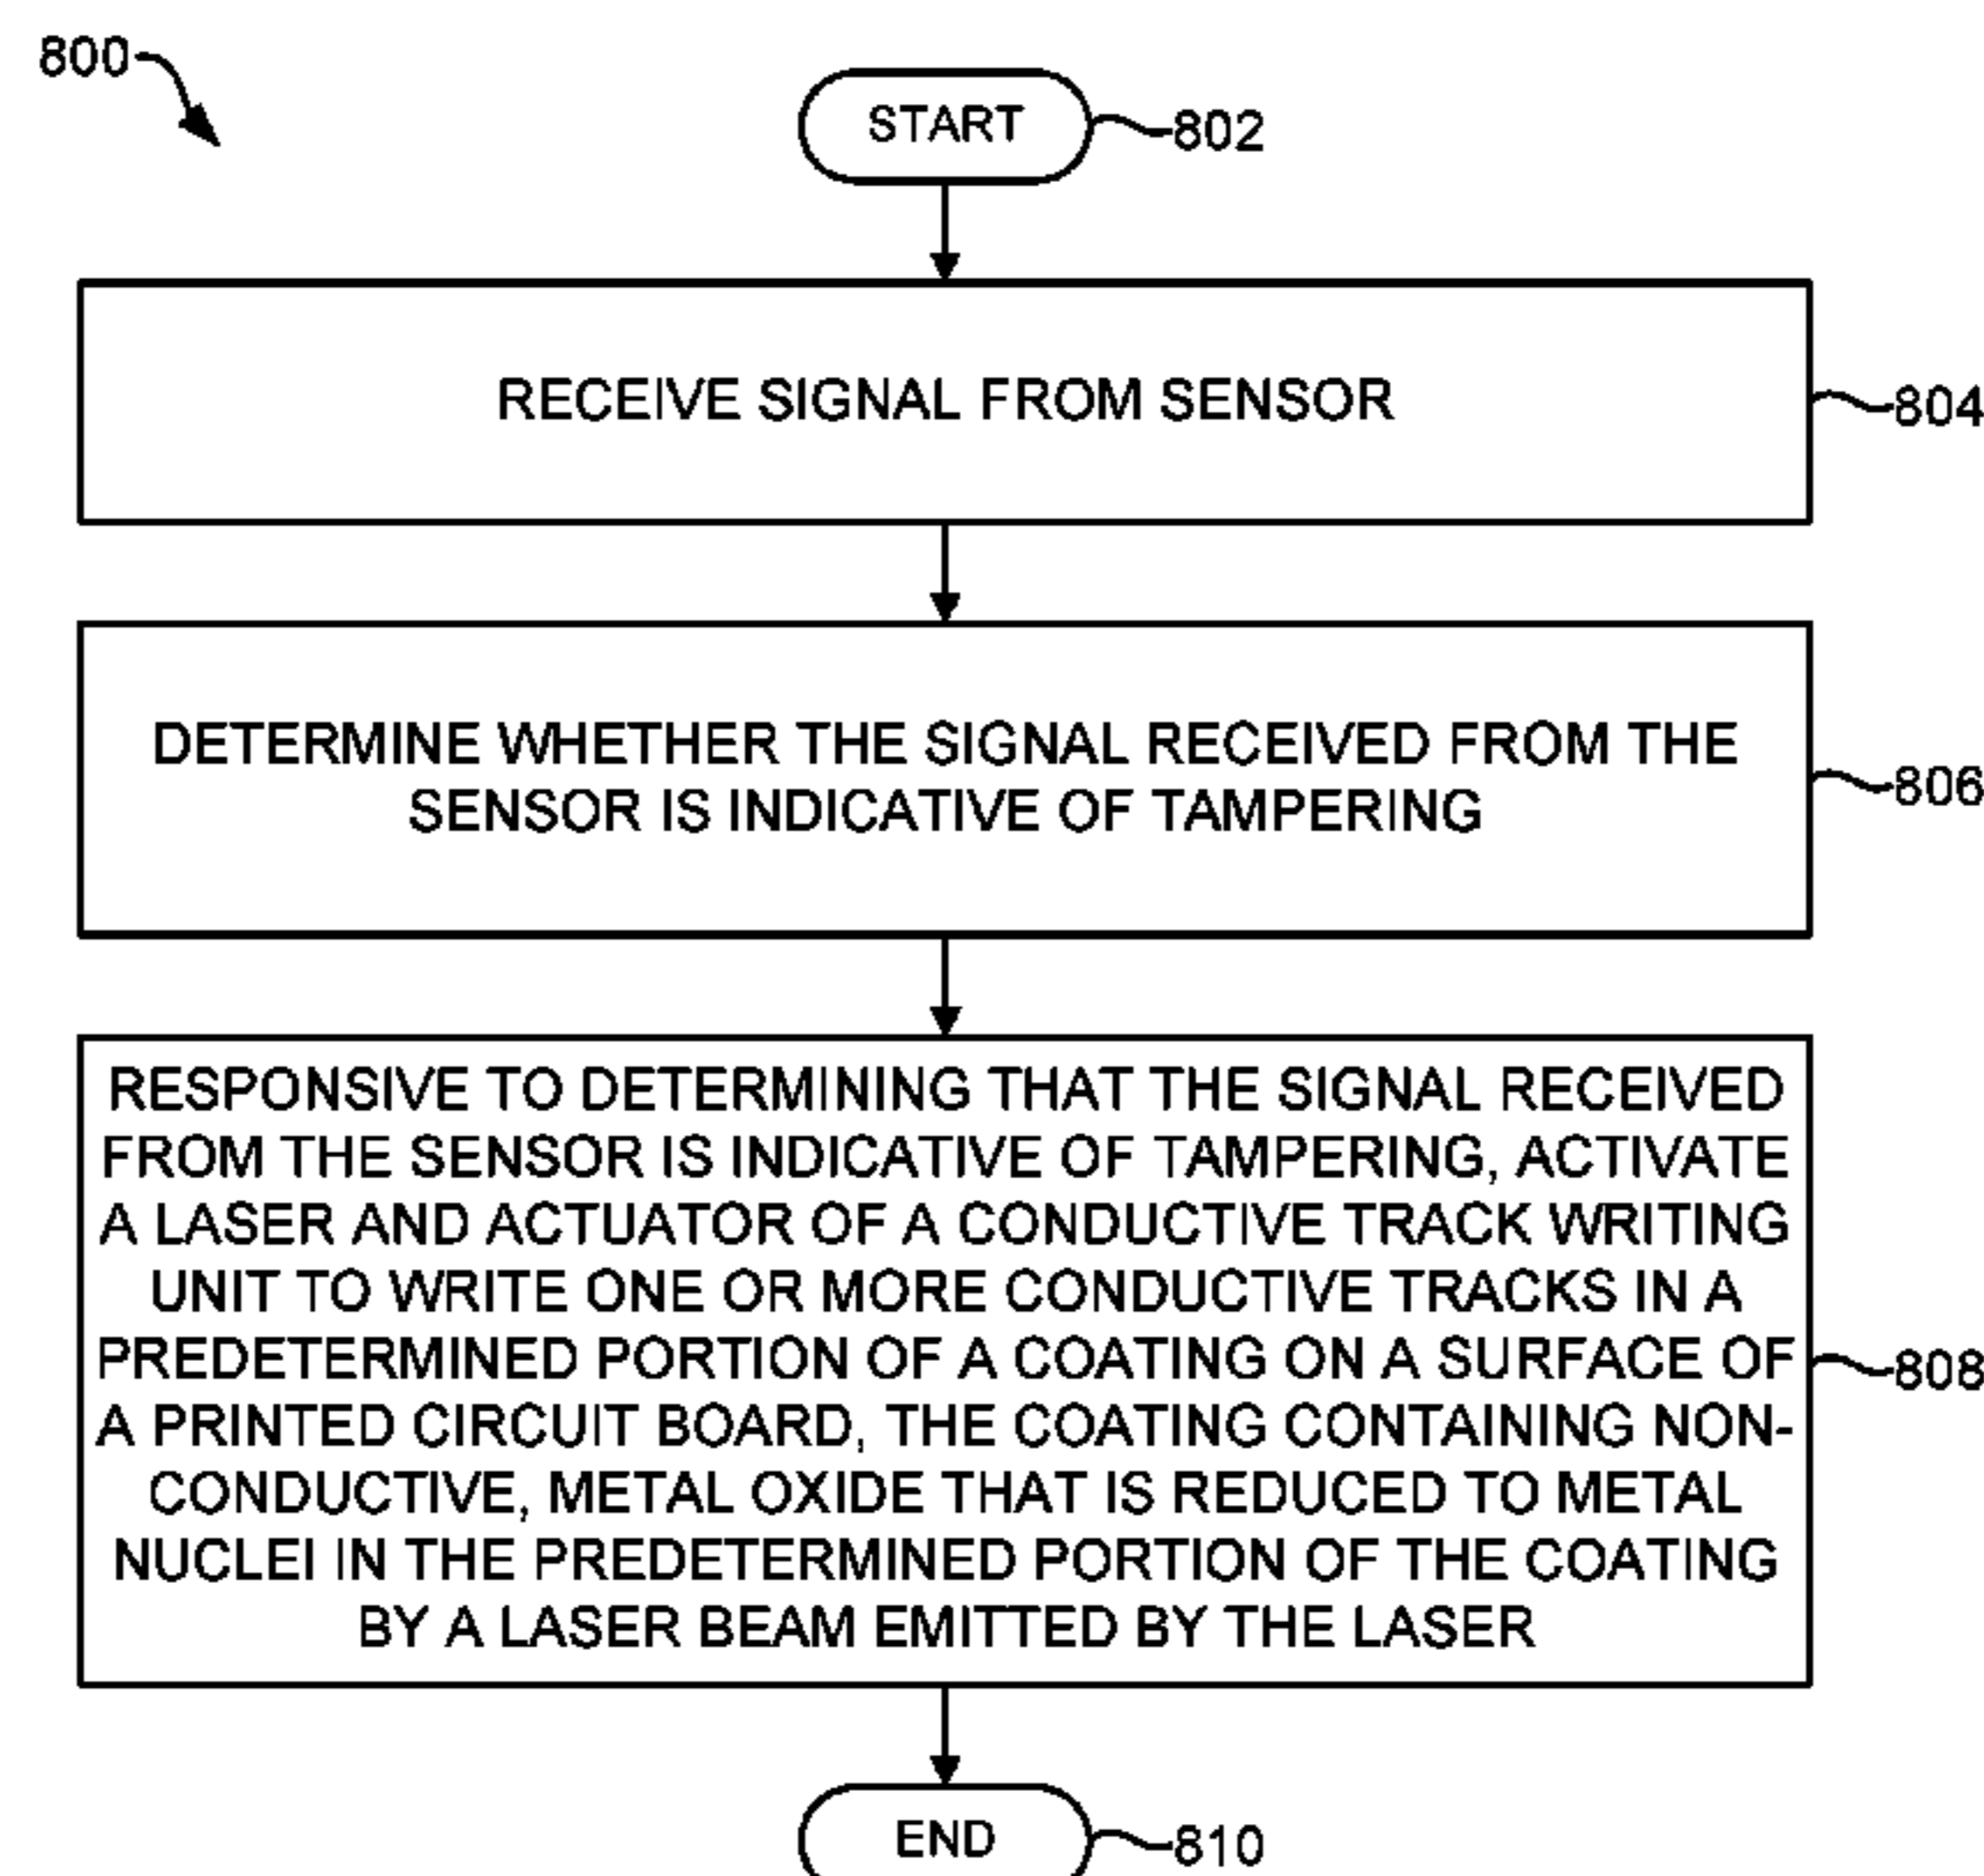 800
START
802
RECEIVE SIGNAL FROM SENSOR
804
DETERMINE WHETHER THE SIGNAL RECEIVED FROM THE
SENSOR IS INDICATIVE OF TAMPERING
806
RESPONSIVE TO DETERMINING THAT THE SIGNAL RECEIVED
FROM THE SENSOR IS INDICATIVE OF TAMPERING, ACTIVATE
A LASER AND ACTUATOR OF A CONDUCTIVE TRACK WRITING
UNIT TO WRITE ONE OR MORE CONDUCTIVE TRACKS IN A
PREDETERMINED PORTION OF A COATING ON A SURFACE OF
A PRINTED CIRCUIT BOARD, THE COATING CONTAINING NON-
CONDUCTIVE, METAL OXIDE THAT IS REDUCED TO METAL
NUCLEI IN THE PREDETERMINED PORTION OF THE COATING
BY A LASER BEAM EMITTED BY THE LASER
808
END
810